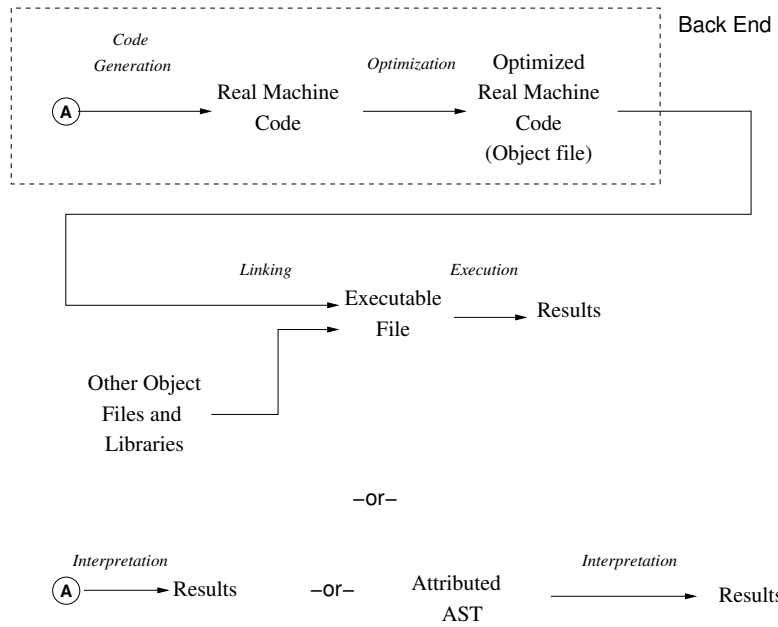 Back End
Code
Generation
A
Real Machine
Code
Optimization
Optimized
Real Machine
Code
(Object file)
Linking
Execution
Executable
File
Results
Other Object
Files and
Libraries
–or–
Interpretation
A
Results
–or–
Attributed
AST
Interpretation
Results